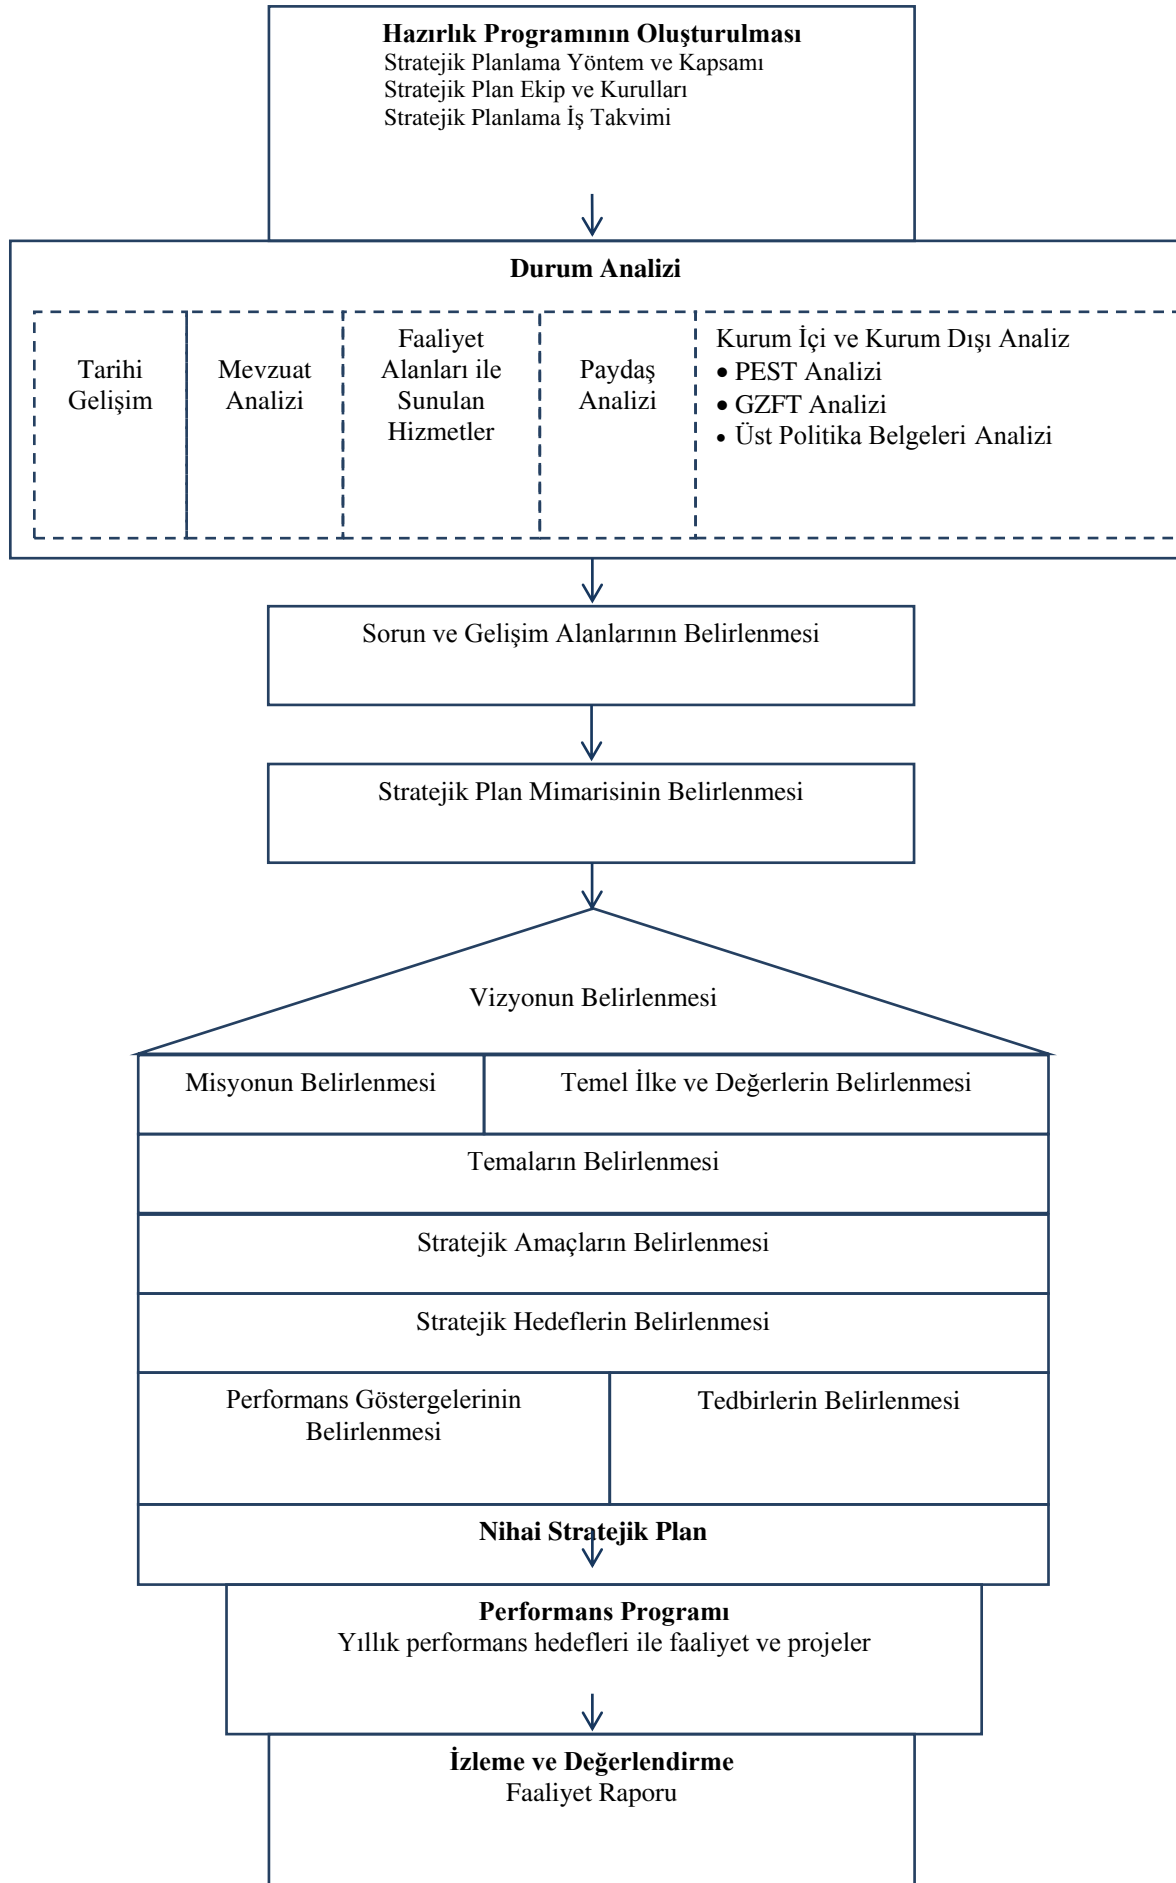 Hazırlık Programının Oluşturulması
Stratejik Planlama Yöntem ve Kapsamı
Stratejik Plan Ekip ve Kurulları
Stratejik Planlama İş Takvimi
Durum Analizi
Tarihi
Gelişim
Mevzuat
Analizi
Faaliyet
Alanları ile
Sunulan
Hizmetler
Paydaş
Analizi
Kurum İçi ve Kurum Dışı Analiz
• PEST Analizi
• GZFT Analizi
• Üst Politika Belgeleri Analizi
Sorun ve Gelişim Alanlarının Belirlenmesi
Stratejik Plan Mimarisinin Belirlenmesi
Vizyonun Belirlenmesi
Misyonun Belirlenmesi
Temel İlke ve Değerlerin Belirlenmesi
Temaların Belirlenmesi
Stratejik Amaçların Belirlenmesi
Stratejik Hedeflerin Belirlenmesi
Performans Göstergelerinin
Belirlenmesi
Tedbirlerin Belirlenmesi
Nihai Stratejik Plan
Performans Programı
Yıllık performans hedefleri ile faaliyet ve projeler
İzleme ve Değerlendirme
Faaliyet Raporu